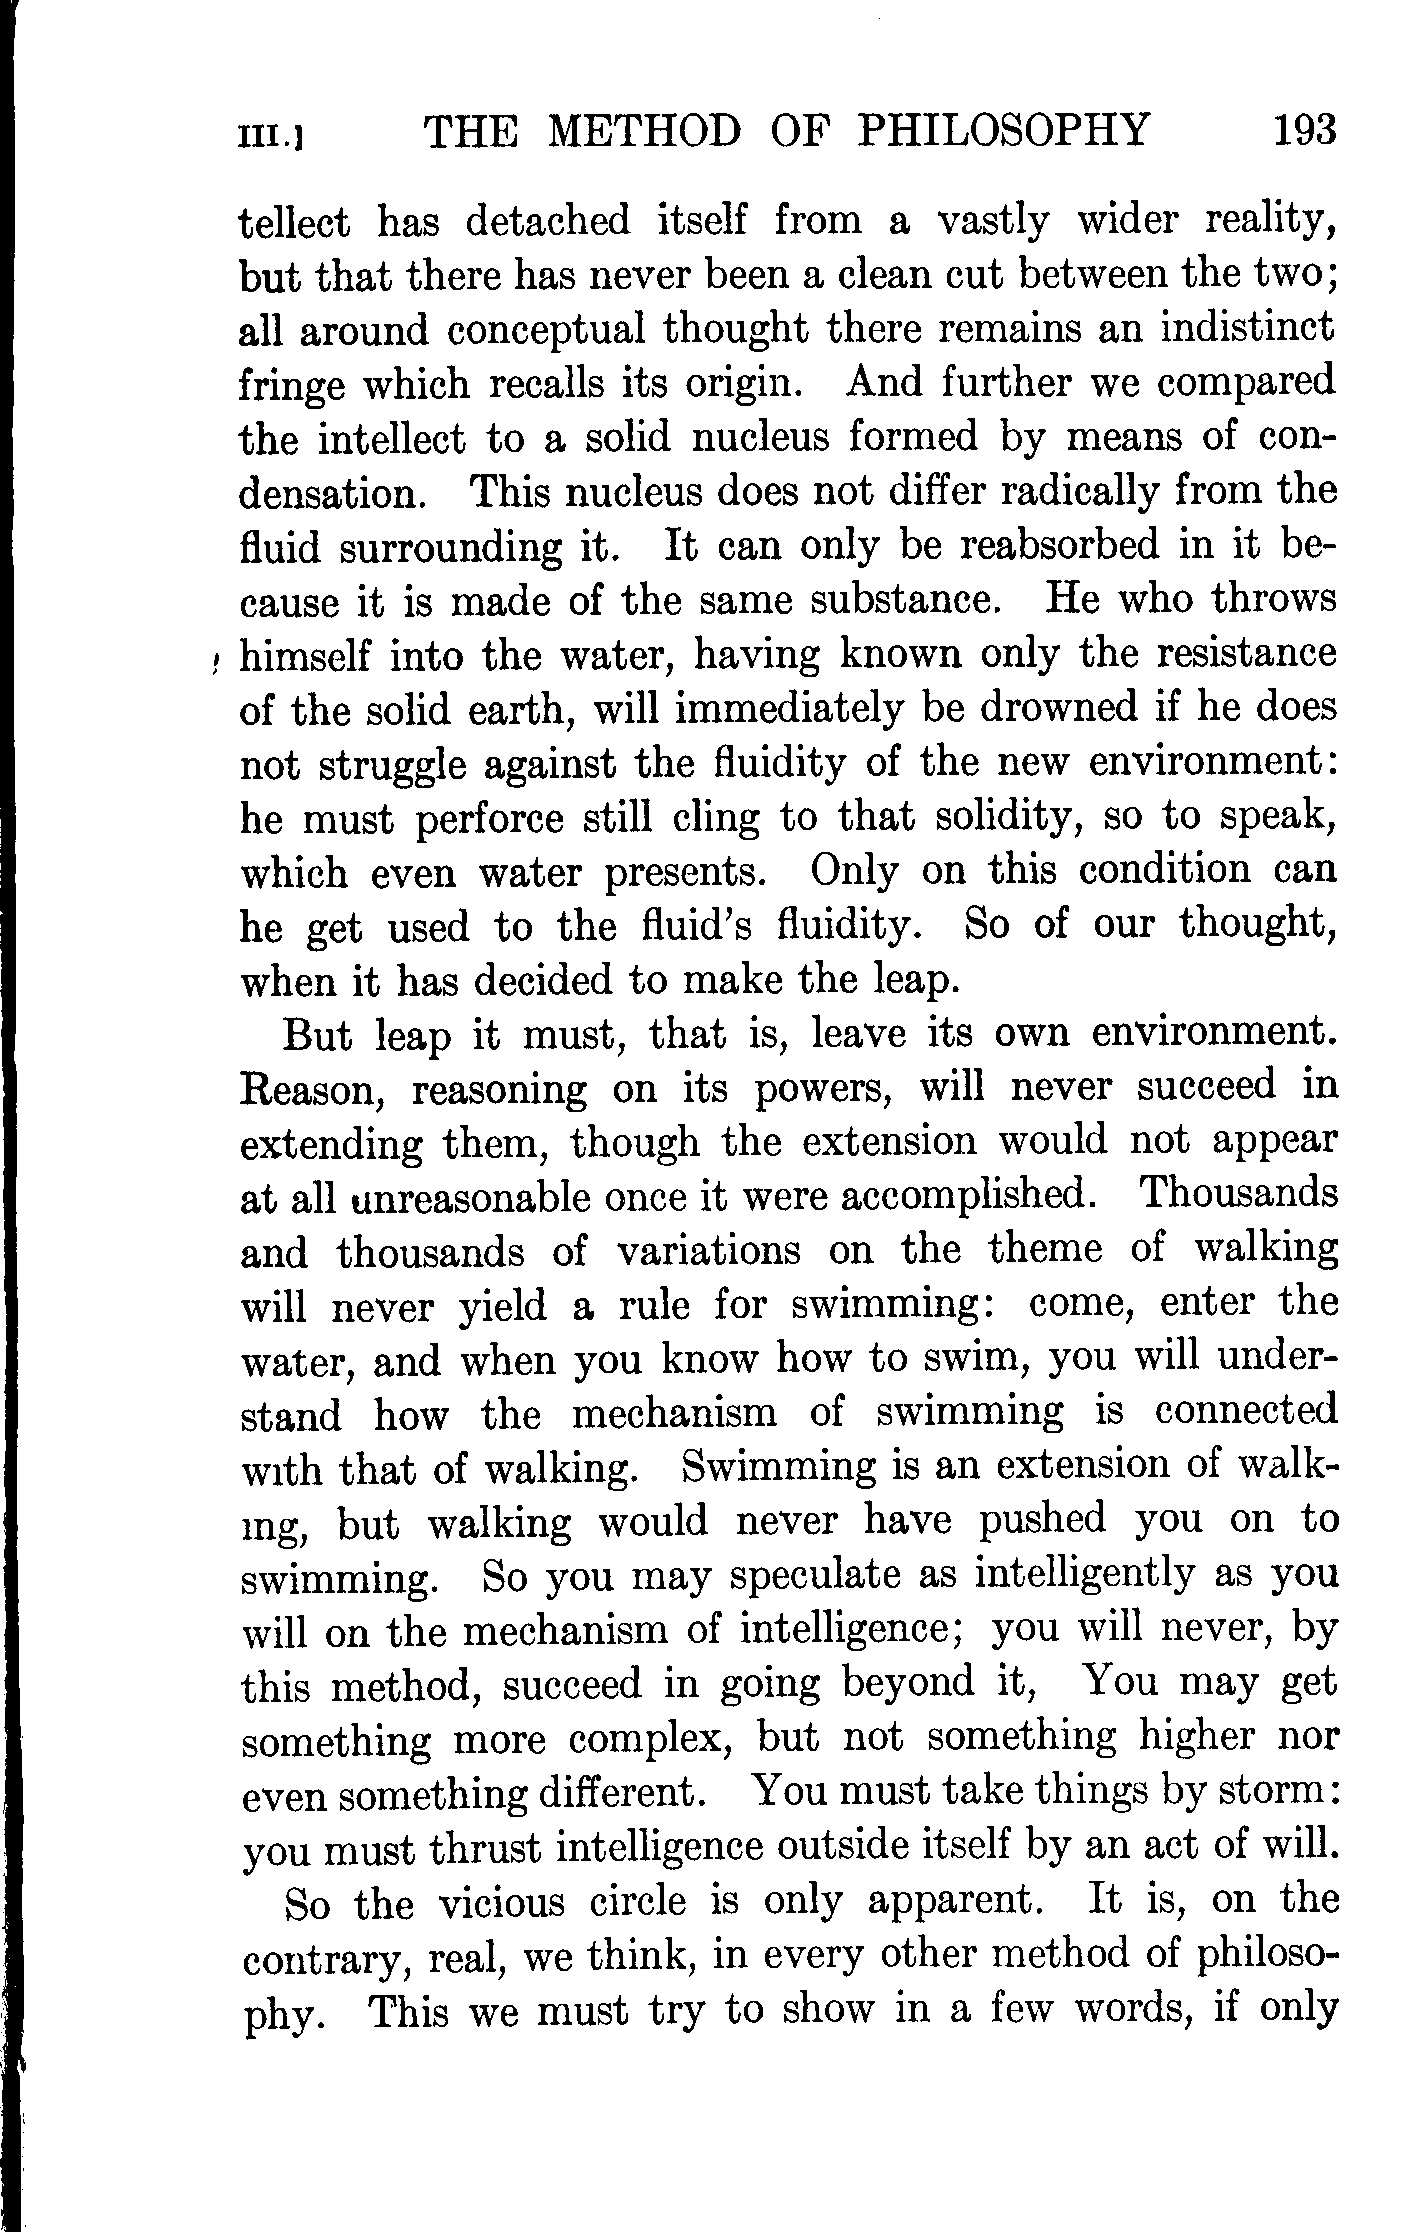 III.] THE METHOD OF PHILOSOPHY 193
tellect has detached itself from a vastly wider reality,
but that there has never been a clean cut between the two;
all around conceptual thought there remains an indistinct
fringe which recalls its origin. And further we compared
the intellect to a solid nucleus formed by means of con-
densation. This nucleus does not differ radically from the
fluid surrounding it. It can only be reabsorbed in it be-
cause it is made of the same substance. He who throws
himself into the water, having known only the resistance
of the solid earth, will immediately be drowned if he does
not struggle against the fluidity of the new environment:
he must perforce still cling to that solidity, so to speak,
which even water presents. Only on this condition can
he get used to the fluid's fluidity. So of our thought,
when it has decided to make the leap.
But leap it must, that is, leave its own environment.
Reason, reasoning on its powers, will never succeed in
extending them, though the extension would not appear
at all unreasonable once it were accomplished. Thousands
and thousands of variations on the theme of walking
will never yield a rule for swimming: come, enter the
water, and when you know how to swim, you will under-
stand how the mechanism of swimming is connected
with that of walking. Swimming is an extension of walk-
ing, but walking would never have pushed you on to
swimming. So you may speculate as intelligently as you
will on the mechanism of intelligence; you will never, by
this method, succeed in going beyond it, You may get
something more complex, but not something higher nor
even something different. You must take things by storm:
you must thrust intelligence outside itself by an act of will.
So the vicious circle is only apparent. It is, on the
contrary, real, we think, in every other method of philoso-
phy. This we must try to show in a few words, if only